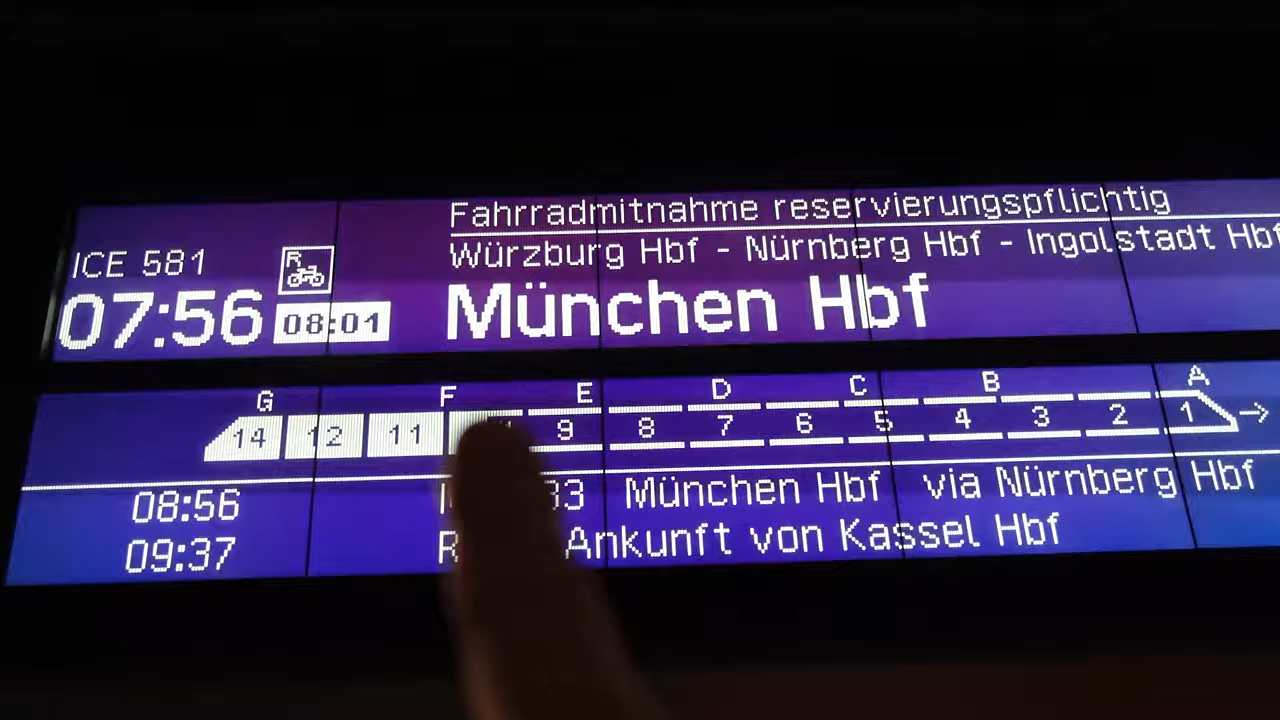 Fahrradmitnahme reservierungspflichtig
ICE 581 R Würzburg Hbf - Nürnberg Hbf - Ingolstadt Hbf
07:56 08:01 München Hbf
G F E D C B A
14 12 11 9 8 7 6 5 4 3 2 1 →
08:56 München Hbf via Nürnberg Hbf
09:37 Ankunft von Kassel Hbf